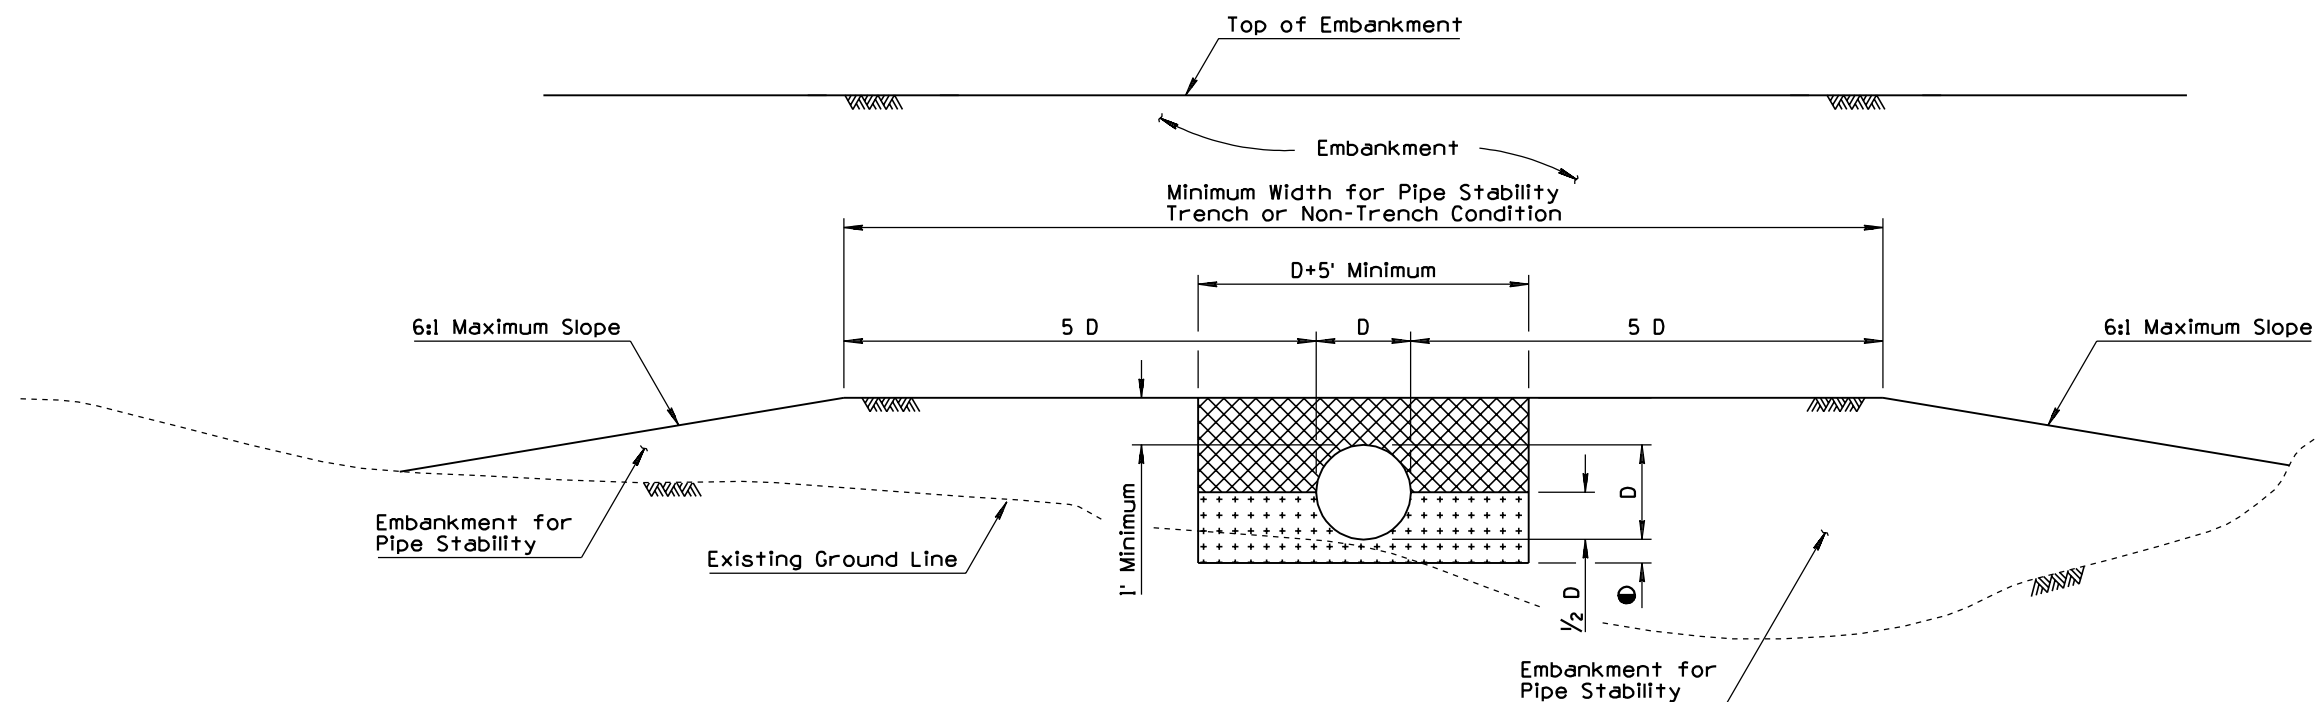 Top of Embankment
Embankment
Minimum Width for Pipe Stability
Trench or Non-Trench Condition
D+5' Minimum
6:1 Maximum Slope
5 D
D
5 D
6:1 Maximum Slope
1' Minimum
D
½ D
Embankment for
Pipe Stability
Existing Ground Line
Embankment for
Pipe Stability